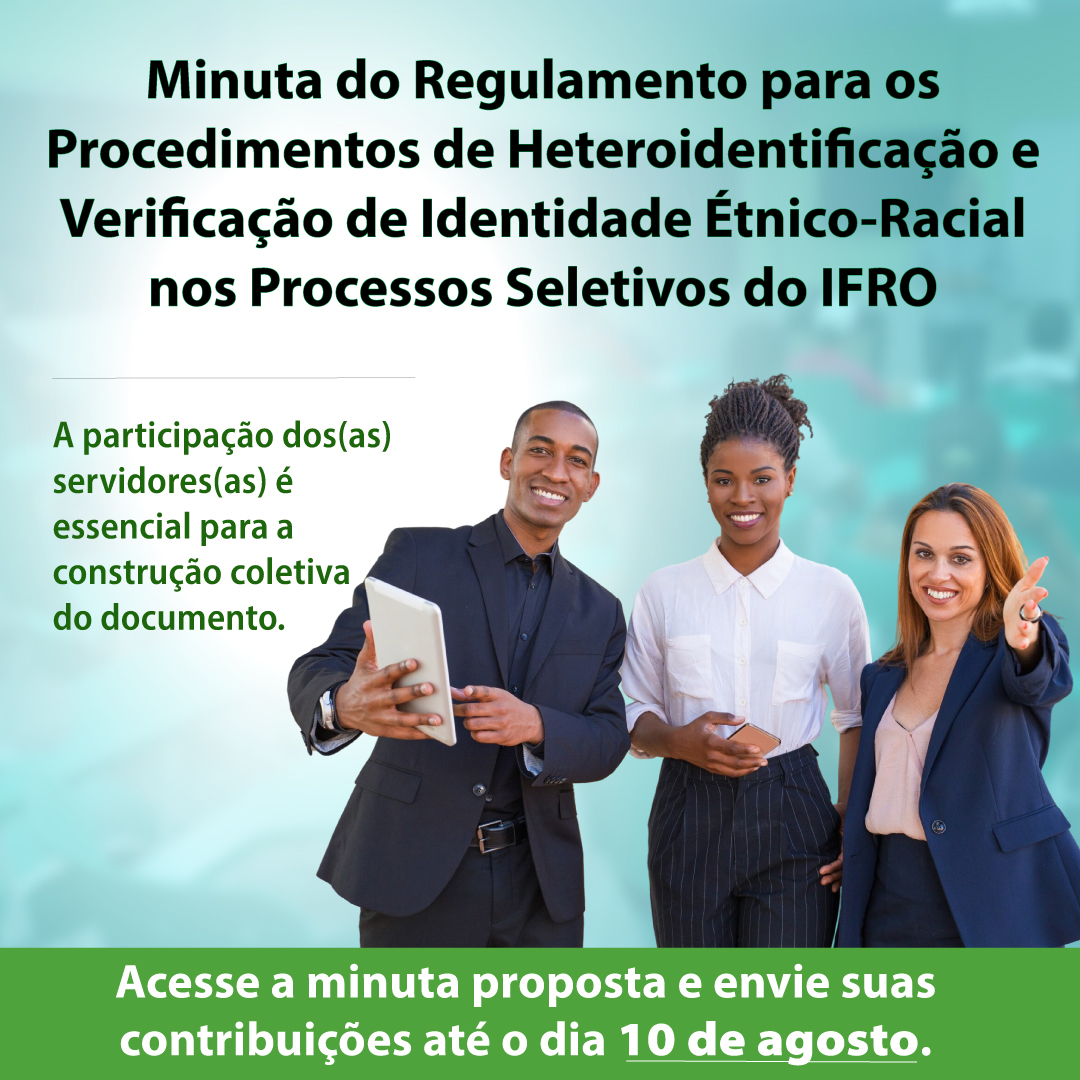 Minuta do Regulamento para os
Procedimentos de Heteroidentificação e
Verificação de Identidade Étnico-Racial
nos Processos Seletivos do IFRO
A participação dos(as)
servidores(as) é
essencial para a
construção coletiva
do documento.
Acesse a minuta proposta e envie suas
contribuições até o dia 10 de agosto.